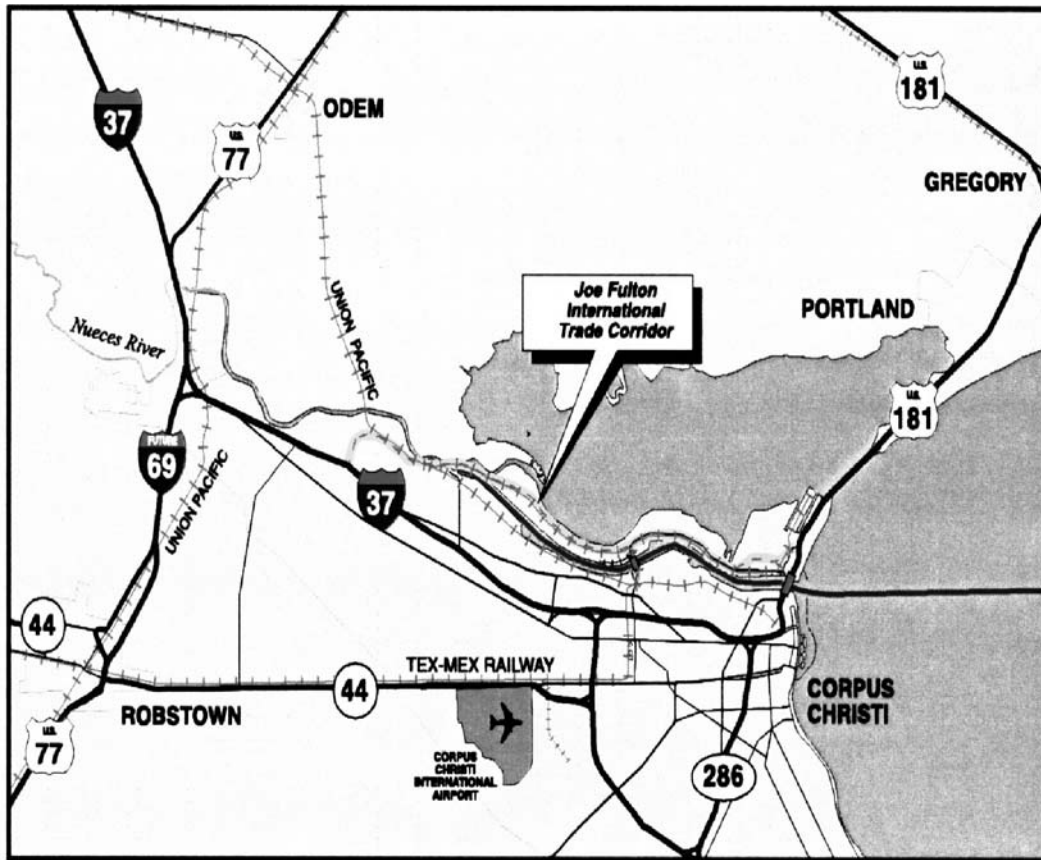 37
U.S.
77
ODEM
U.S.
181
GREGORY
Joe Fulton
International
Trade Corridor
PORTLAND
Nueces River
UNION PACIFIC
U.S.
181
FUTURE
69
UNION PACIFIC
37
44
TEX-MEX RAILWAY
44
ROBSTOWN
CORPUS
CHRISTI
U.S.
77
CORPUS
CHRISTI
INTERNATIONAL
AIRPORT
286